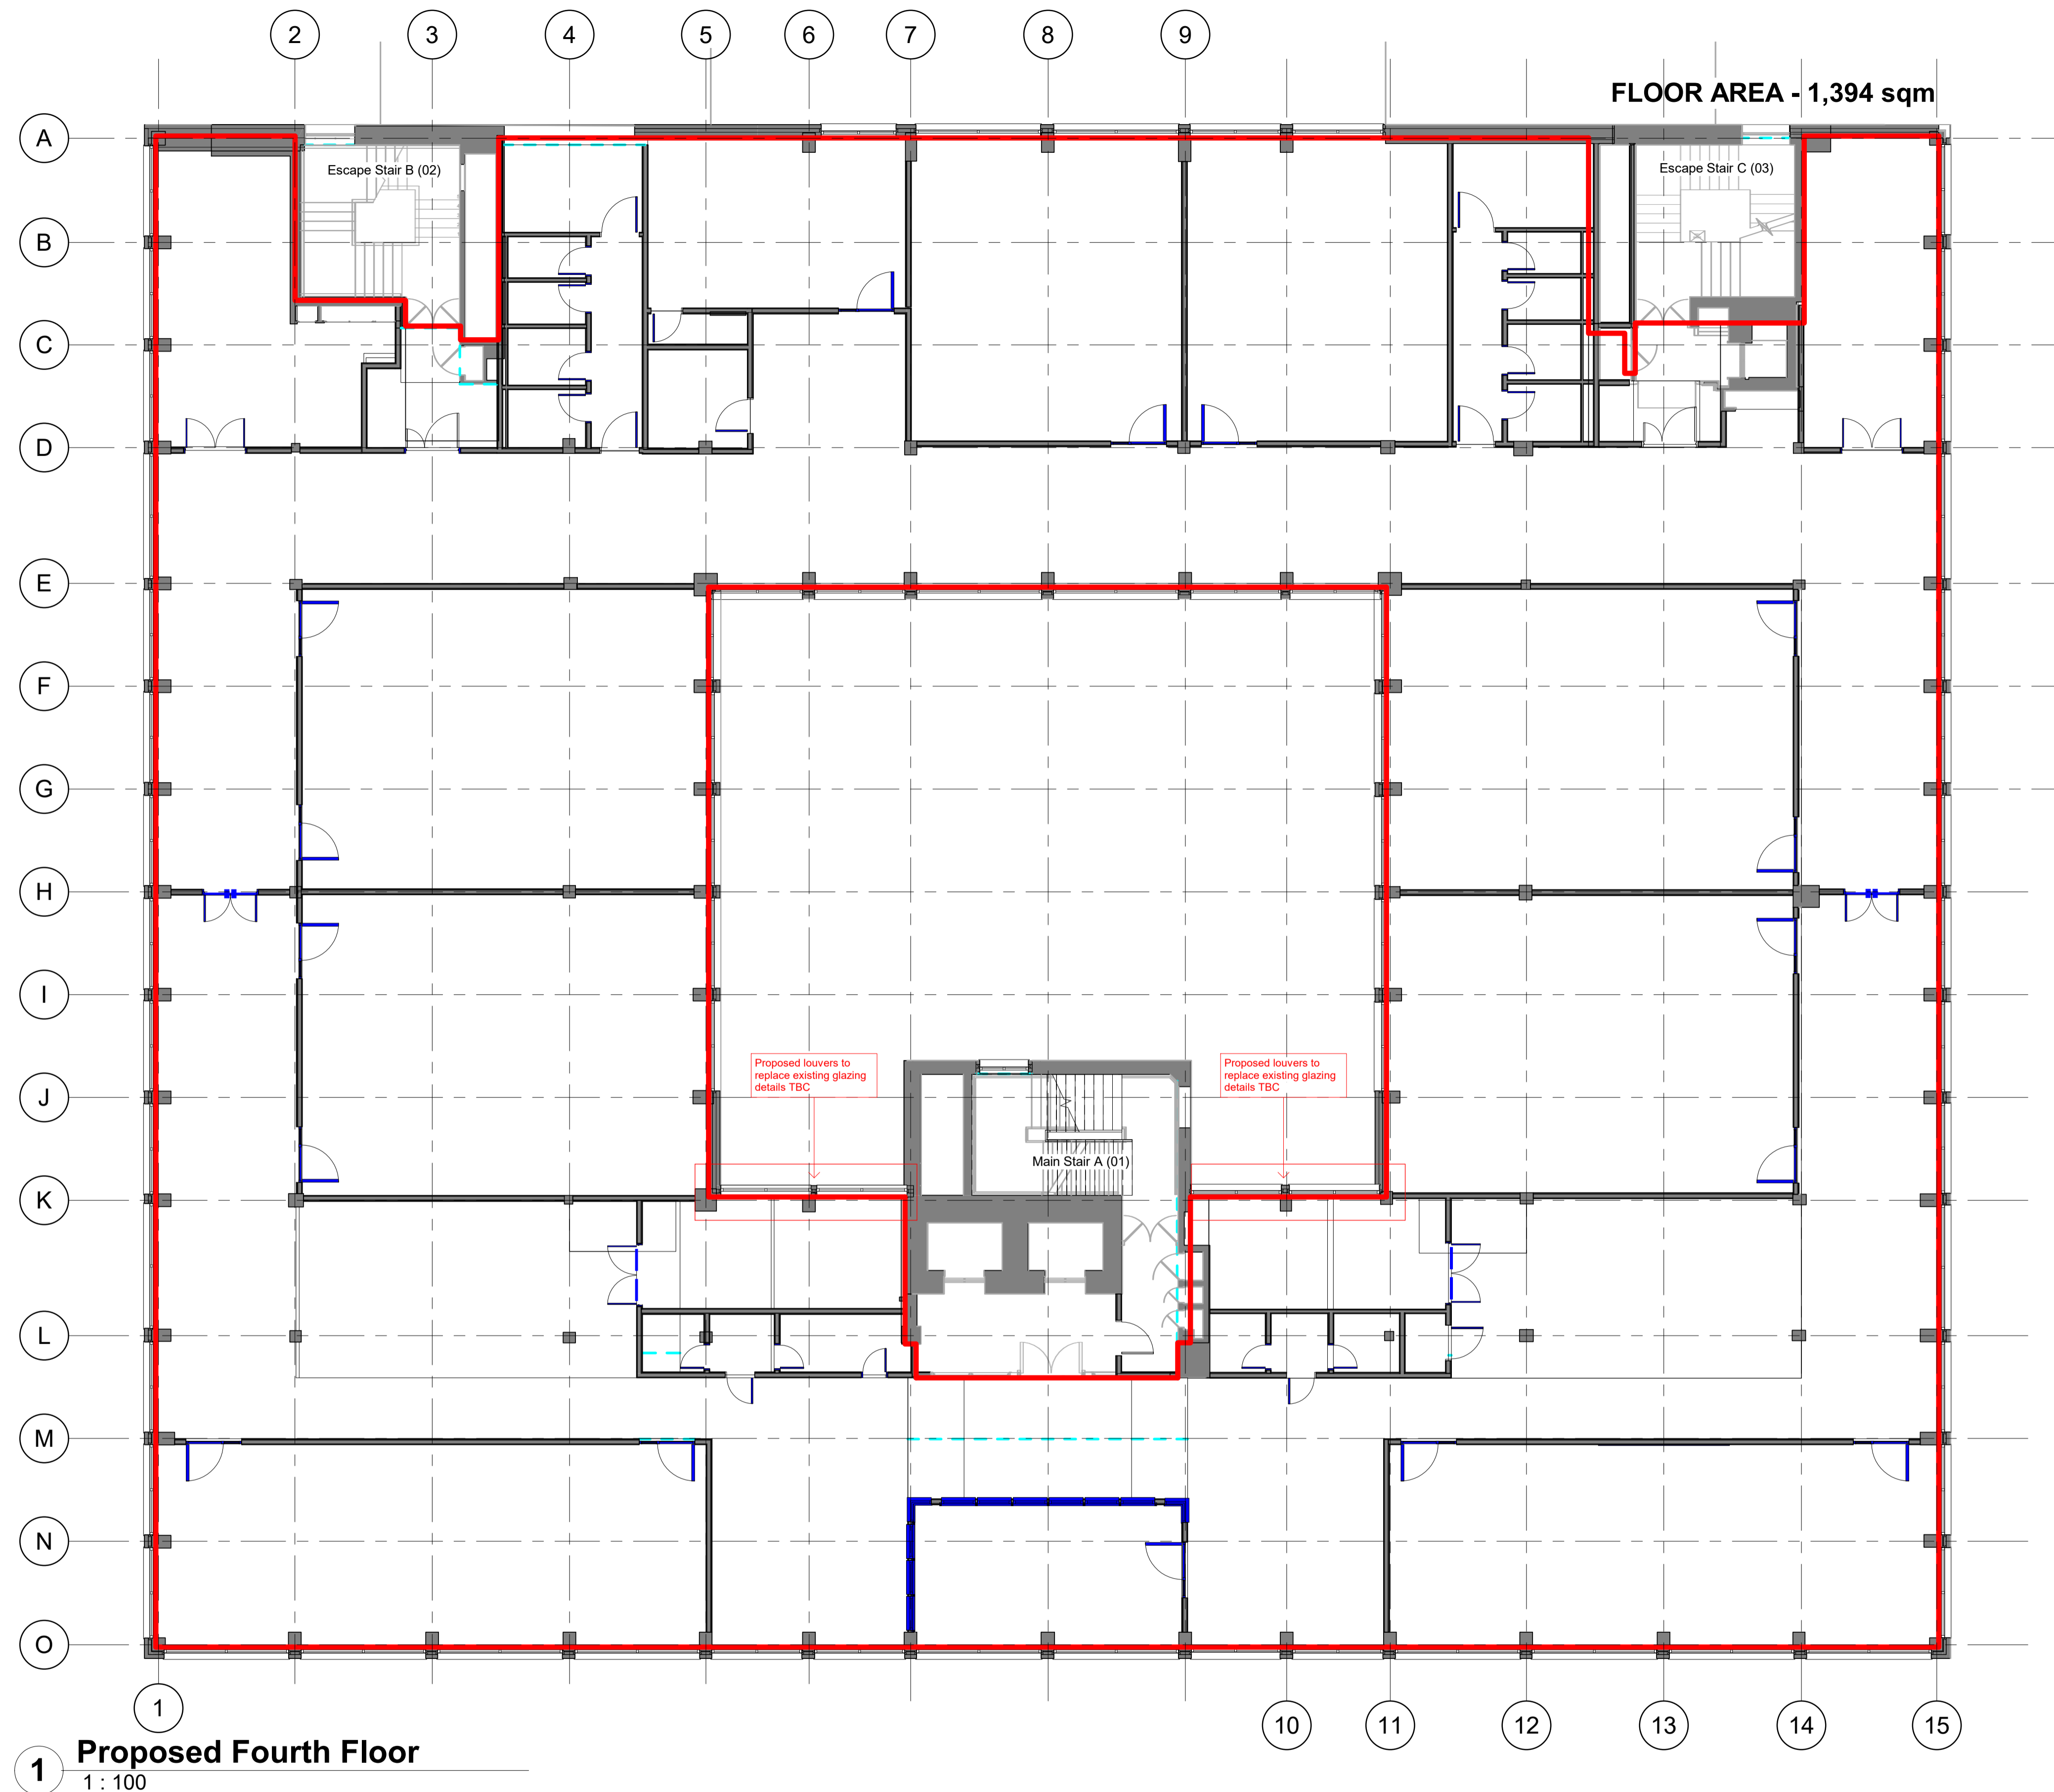 2 3 4 5 6 7 8 9
FLOOR AREA - 1,394 sqm
A
Escape Stair B (02)
Escape Stair C (03)
B
C
D
E
F
G
H
I
Proposed louvers to
replace existing glazing
details TBC
Proposed louvers to
replace existing glazing
details TBC
J
Main Stair A (01)
K
L
M
N
O
1 10 11 12 13 14 15
1 Proposed Fourth Floor
1 : 100